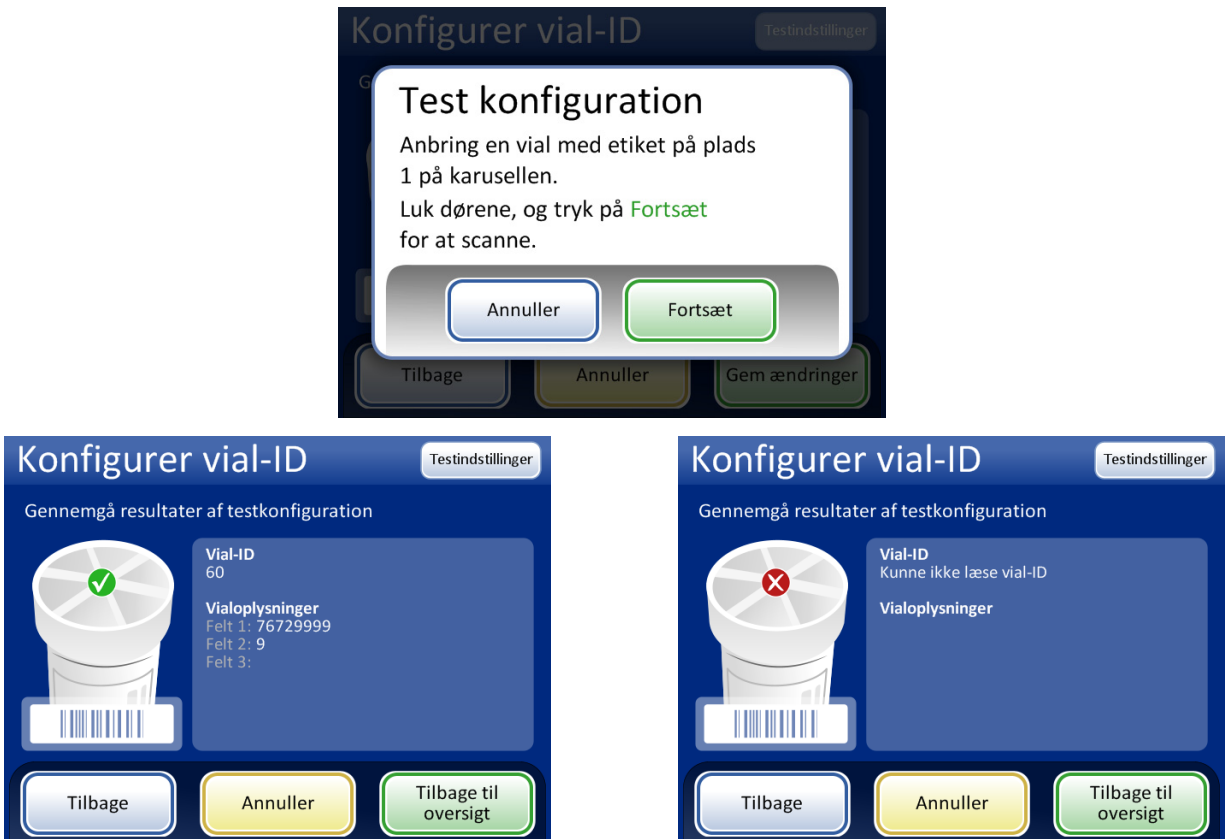 Konfigurer vial-ID
Testindstillinger
G
Test konfiguration
Anbring en vial med etiket på plads
1 på karusellen.
Luk dørene, og tryk på Fortsæt
for at scanne.
Annuller
Fortsæt
Tilbage
Annuller
Gem ændringer
Konfigurer vial-ID
Testindstillinger
Gennemgå resultater af testkonfiguration
Vial-ID
60
Vialoplysninger
Felt 1: 76729999
Felt 2: 9
Felt 3:
Tilbage
Annuller
Tilbage til
oversigt
Konfigurer vial-ID
Testindstillinger
Gennemgå resultater af testkonfiguration
Vial-ID
Kunne ikke læse vial-ID
Vialoplysninger
Tilbage
Annuller
Tilbage til
oversigt